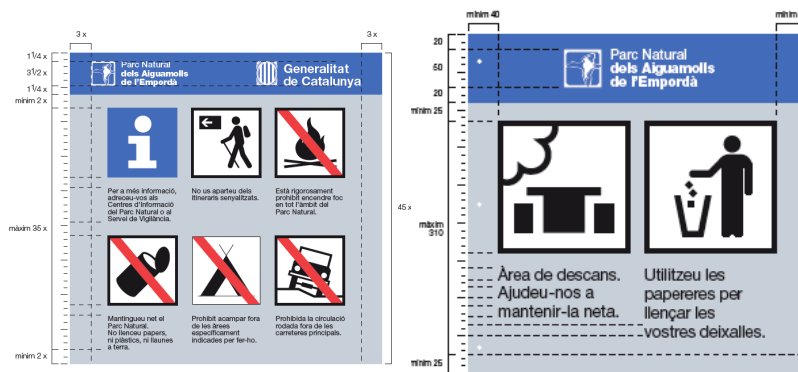 3 x
3 x
1 1/4 x
3 1/2 x
1 1/4 x
mínim 2 x
màxim 35 x
mínim 2 x
45 x
Parc Natural
dels Aiguamolls
de l'Empordà
Generalitat
de Catalunya
Per a més informació,
adreceu-vos als
Centres d'Informació
del Parc Natural o al
Servei de Vigilància.
No us aparteu dels
itineraris senyalitzats.
Està rigorosament
prohibit encendre foc
en tot l'àmbit del
Parc Natural.
Mantingueu net el
Parc Natural.
No llenceu papers,
ni plàstics, ni llaunes
a terra.
Prohibit acampar fora
de les àrees
específicament
indicades per fer-ho.
Prohibida la circulació
rodada fora de les
carreteres principals.
mínim 40
mínim
20
60
20
mínim 25
màxim
310
mínim 25
Parc Natural
dels Aiguamolls
de l'Empordà
Àrea de descans.
Ajudeu-nos a
mantenir-la neta.
Utilitzeu les
papereres per
llençar les
vostres deixalles.